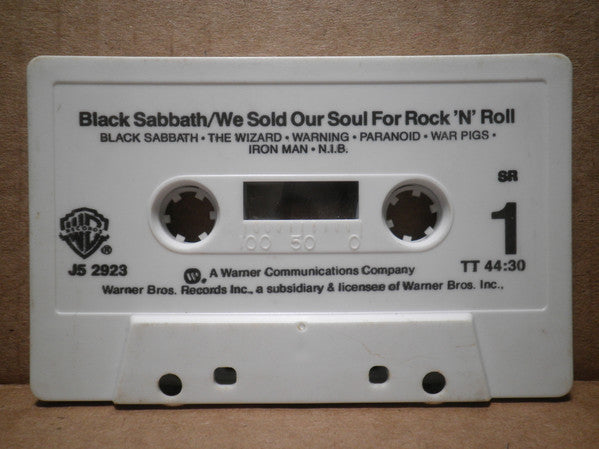 Black Sabbath/We Sold Our Soul For Rock 'N' Roll
BLACK SABBATH • THE WIZARD • WARNING • PARANOID • WAR PIGS •
IRON MAN • N.I.B.
SR
1
100 50 0
J5 2923
TT 44:30
A Warner Communications Company
Warner Bros. Records Inc., a subsidiary & licensee of Warner Bros. Inc.,